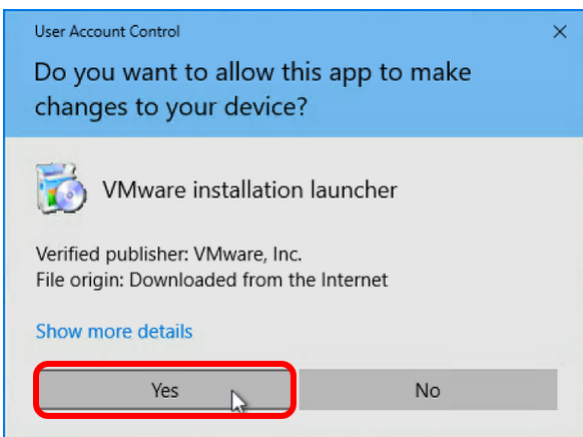 User Account Control
Do you want to allow this app to make
changes to your device?
VMware installation launcher
Verified publisher: VMware, Inc.
File origin: Downloaded from the Internet
Show more details
Yes
No